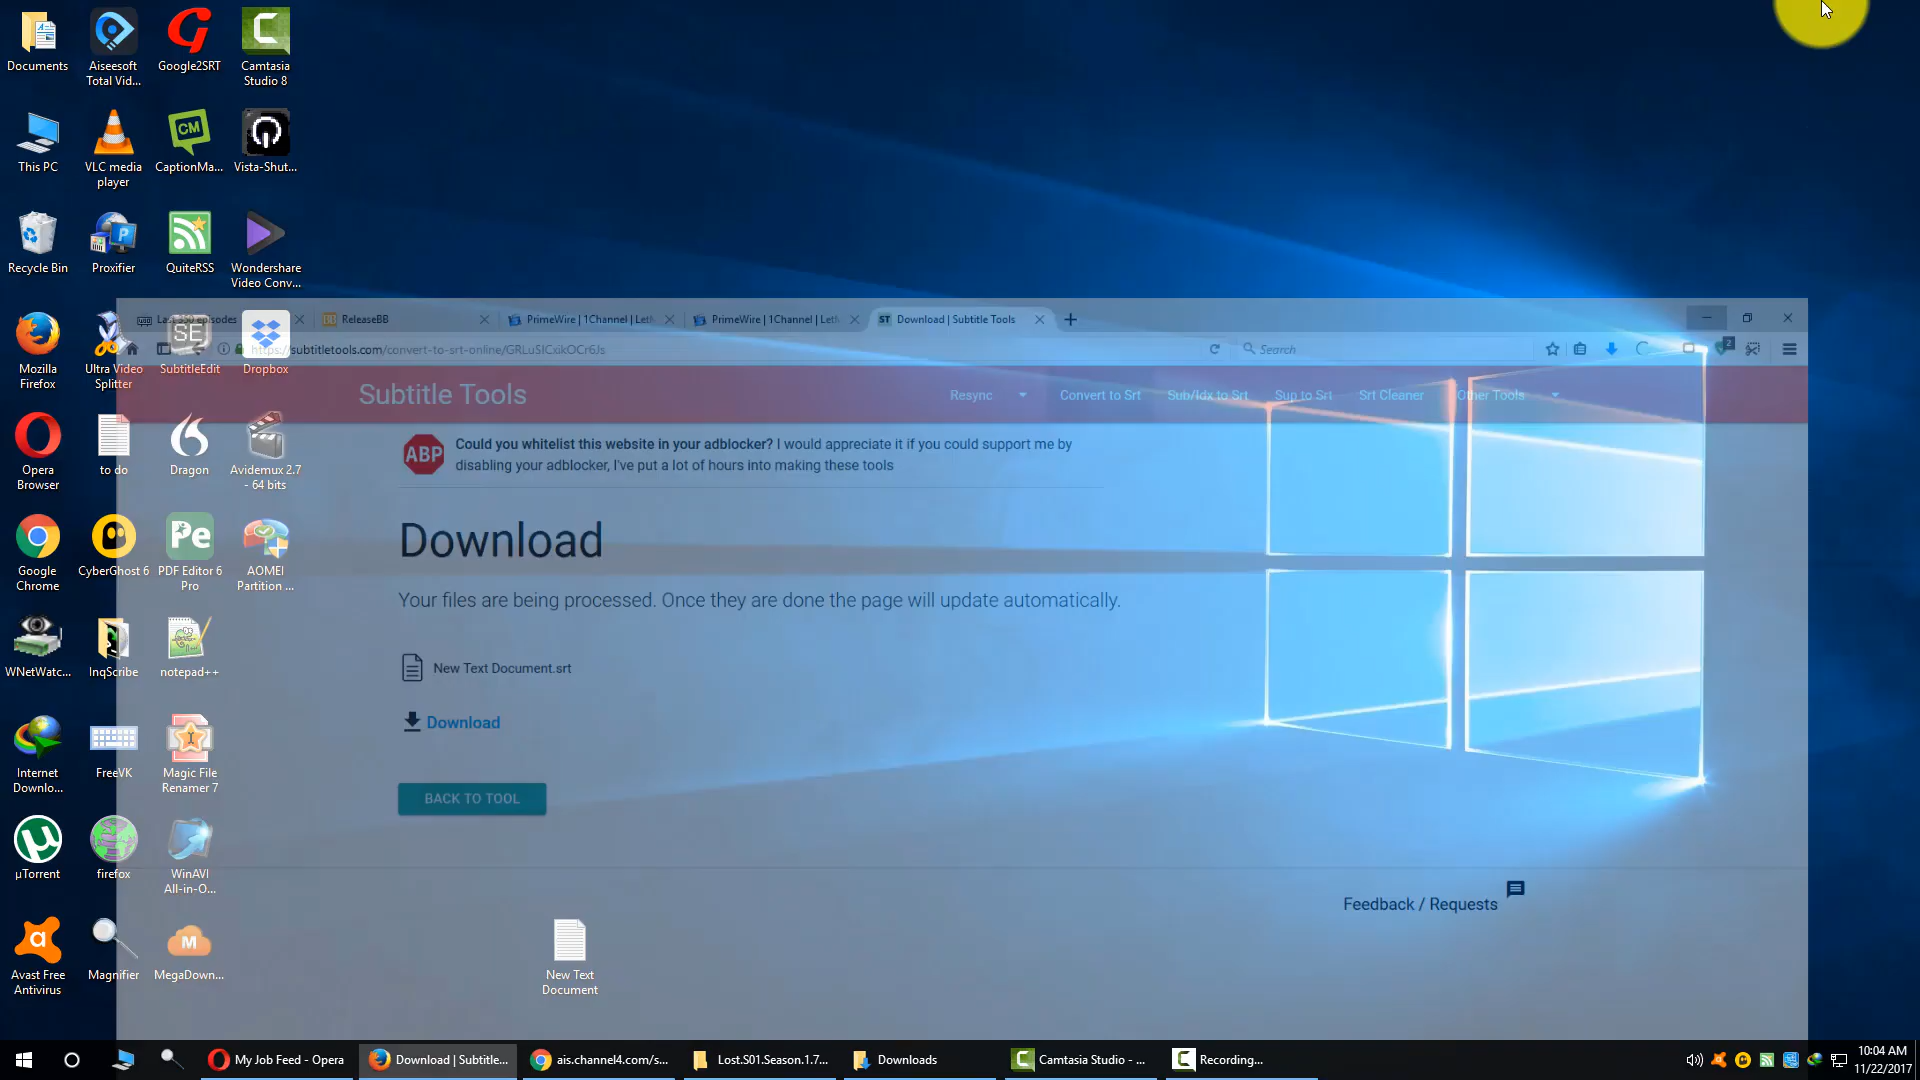 Documents
Aiseesoft
Total Vid...
Google2SRT
Camtasia
Studio 8
This PC
VLC media
player
CaptionMa...
Vista-Shut...
Recycle Bin
Proxifier
QuiteRSS
Wondershare
Video Conv...
Mozilla
Firefox
Ultra Video
Splitter
SubtitleEdit
Dropbox
Opera
Browser
to do
Dragon
Avidemux 2.7
- 64 bits
Google
Chrome
CyberGhost 6
PDF Editor 6
Pro
AOMEI
Partition ...
WNetWatc...
InqScribe
notepad++
Internet
Downlo...
FreeVK
Magic File
Renamer 7
µTorrent
firefox
WinAVI
All-in-O...
Avast Free
Antivirus
Magnifier
MegaDown...
New Text
Document
ReleaseBB
PrimeWire | 1Channel | Let
PrimeWire | 1Channel | Let
ST Download | Subtitle Tools
https://subtitletools.com/convert-to-srt-online/
Search
2
Subtitle Tools
Resync
Convert to Srt
Sub/Idx to Srt
Sup to Srt
Srt Cleaner
Other Tools
ABP
Could you whitelist this website in your adblocker? I would appreciate it if you could support me by
disabling your adblocker, I've put a lot of hours into making these tools
Download
Your files are being processed. Once they are done the page will update automatically.
New Text Document.srt
Download
BACK TO TOOL
Feedback / Requests
My Job Feed - Opera
Download | Subtitle...
ais.channel4.com/s...
Lost.S01.Season.1.7...
Downloads
Camtasia Studio - ...
Recording...
10:04 AM
11/22/2017